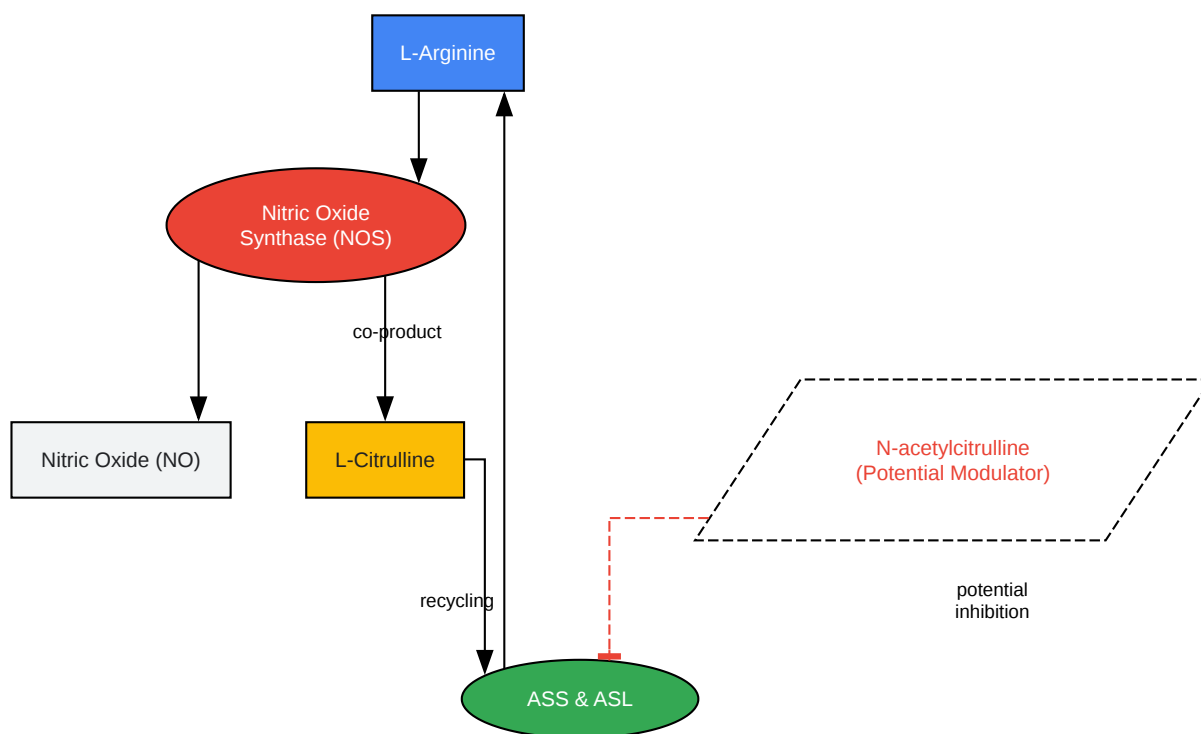 L-Arginine
Nitric Oxide
Synthase (NOS)
co-product
Nitric Oxide (NO)
L-Citrulline
N-acetylcitrulline
(Potential Modulator)
recycling
potential
inhibition
ASS & ASL